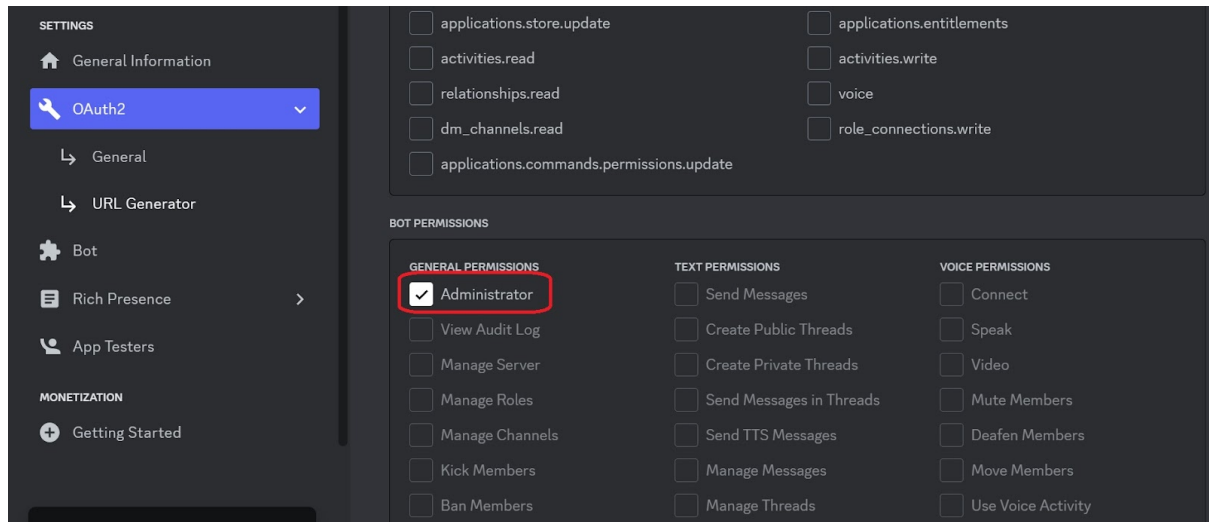 SETTINGS
General Information
OAuth2
General
URL Generator
Bot
Rich Presence
App Testers
MONETIZATION
Getting Started
applications.store.update
applications.entitlements
activities.read
activities.write
relationships.read
voice
dm_channels.read
role_connections.write
applications.commands.permissions.update
BOT PERMISSIONS
GENERAL PERMISSIONS
Administrator
View Audit Log
Manage Server
Manage Roles
Manage Channels
Kick Members
Ban Members
TEXT PERMISSIONS
Send Messages
Create Public Threads
Create Private Threads
Send Messages in Threads
Send TTS Messages
Manage Messages
Manage Threads
VOICE PERMISSIONS
Connect
Speak
Video
Mute Members
Deafen Members
Move Members
Use Voice Activity